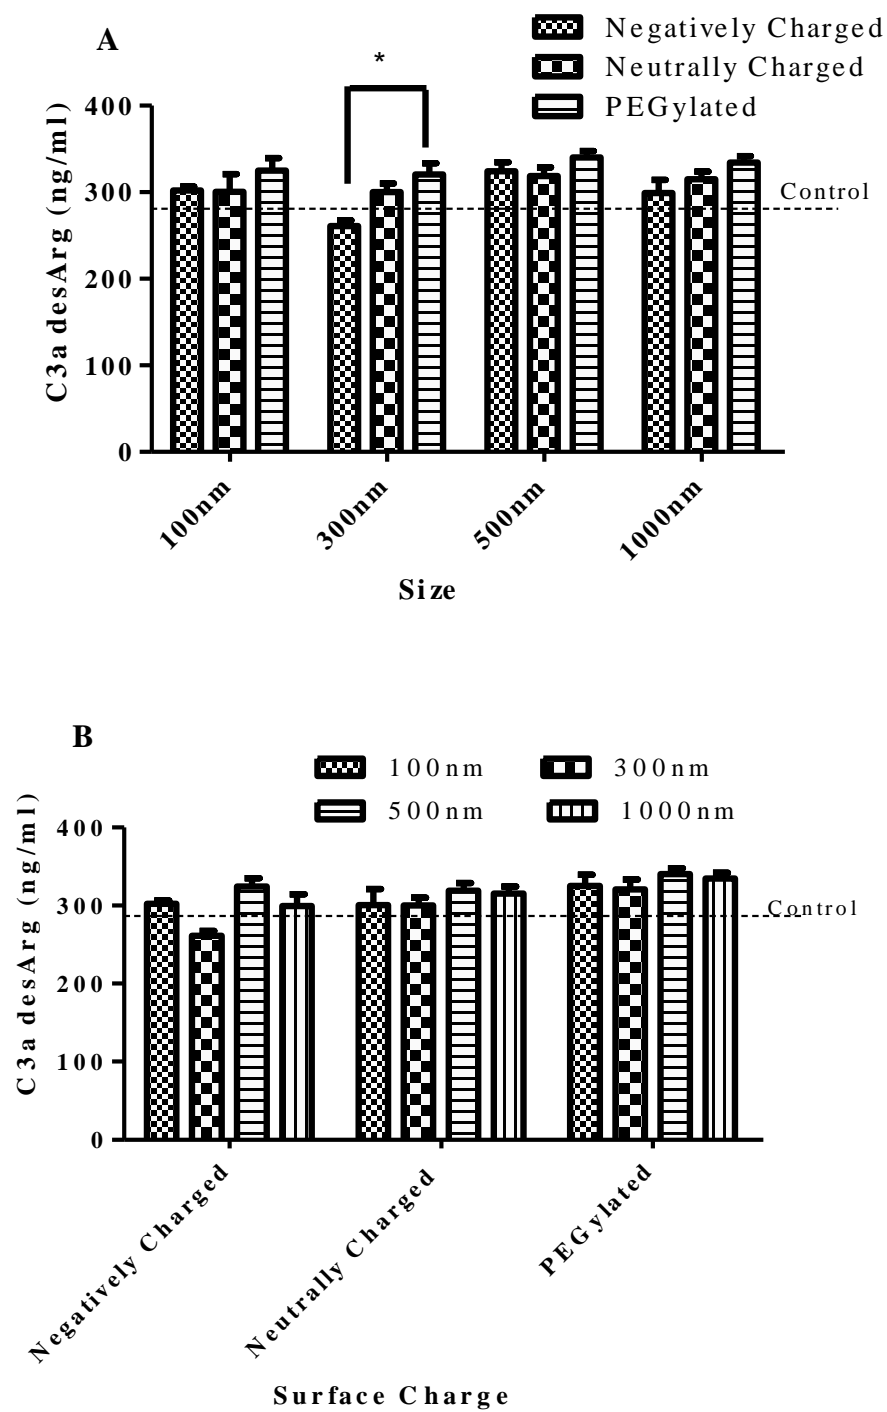 A
Negatively Charged
Neutrally Charged
PEGylated
*
C3a desArg (ng/ml)
400
300
200
100
0
Control
100nm
300nm
500nm
1000nm
Size
B
100nm
300nm
500nm
1000nm
C3a desArg (ng/ml)
400
300
200
100
0
Control
Negatively Charged
Neutrally Charged
PEGylated
Surface Charge